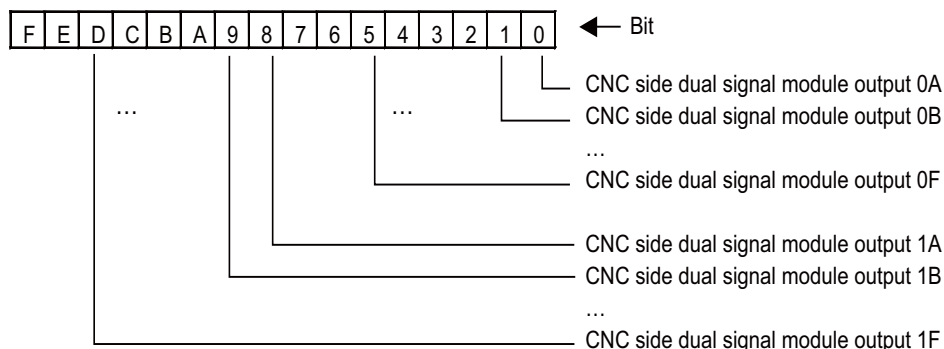 F E D C B A 9 8 7 6 5 4 3 2 1 0 Bit
CNC side dual signal module output 0A
… … CNC side dual signal module output 0B
…
CNC side dual signal module output 0F
CNC side dual signal module output 1A
CNC side dual signal module output 1B
…
CNC side dual signal module output 1F